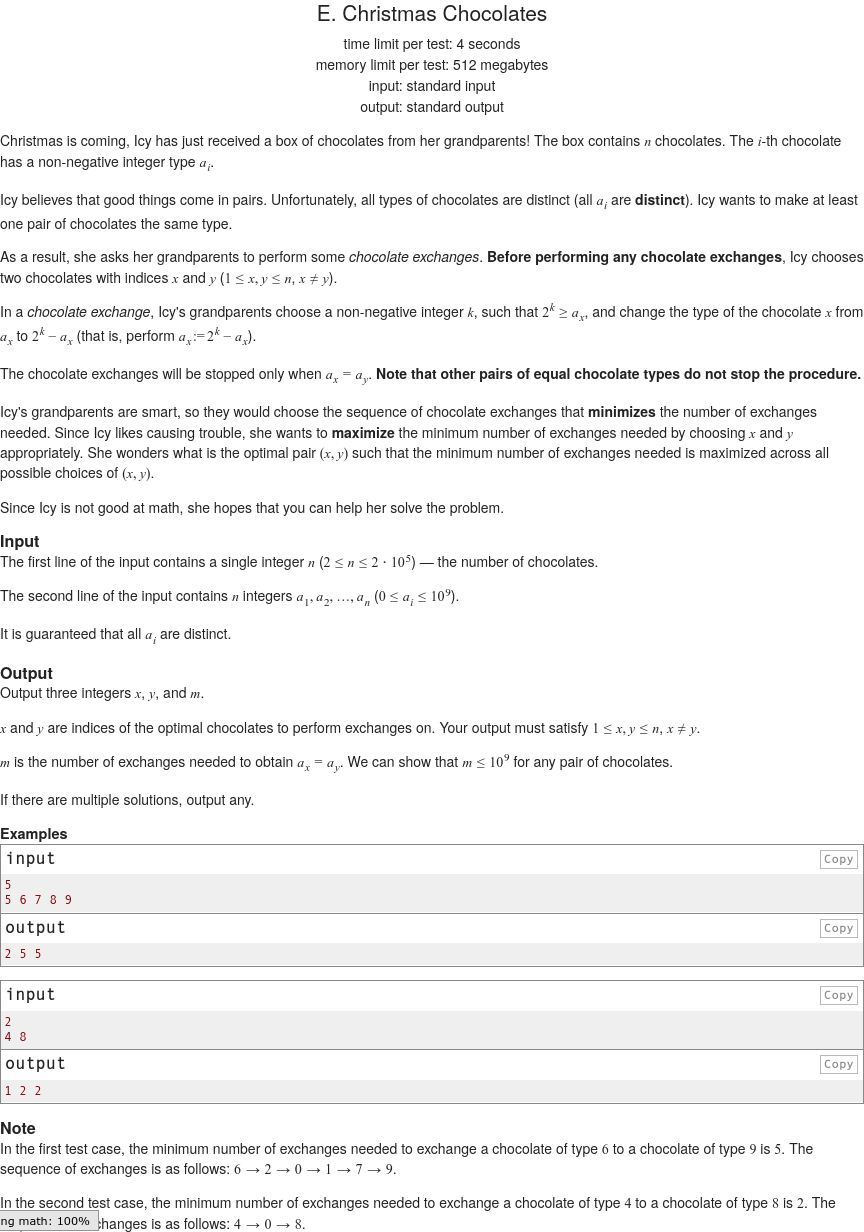 E. Christmas Chocolates
time limit per test: 4 seconds
memory limit per test: 512 megabytes
input: standard input
output: standard output
Christmas is coming, Icy has just received a box of chocolates from her grandparents! The box contains n chocolates. The i-th chocolate
has a non-negative integer type a_i.
Icy believes that good things come in pairs. Unfortunately, all types of chocolates are distinct (all a_i are distinct). Icy wants to make at least
one pair of chocolates the same type.
As a result, she asks her grandparents to perform some chocolate exchanges. Before performing any chocolate exchanges, Icy chooses
two chocolates with indices x and y (1 ≤ x, y ≤ n, x ≠ y).
In a chocolate exchange, Icy's grandparents choose a non-negative integer k, such that 2^k ≥ a_x, and change the type of the chocolate x from
a_x to 2^k − a_x (that is, perform a_x := 2^k − a_x).
The chocolate exchanges will be stopped only when a_x = a_y. Note that other pairs of equal chocolate types do not stop the procedure.
Icy's grandparents are smart, so they would choose the sequence of chocolate exchanges that minimizes the number of exchanges
needed. Since Icy likes causing trouble, she wants to maximize the minimum number of exchanges needed by choosing x and y
appropriately. She wonders what is the optimal pair (x, y) such that the minimum number of exchanges needed is maximized across all
possible choices of (x, y).
Since Icy is not good at math, she hopes that you can help her solve the problem.
Input
The first line of the input contains a single integer n (2 ≤ n ≤ 2 · 10^5) — the number of chocolates.
The second line of the input contains n integers a_1, a_2, …, a_n (0 ≤ a_i ≤ 10^9).
It is guaranteed that all a_i are distinct.
Output
Output three integers x, y, and m.
x and y are indices of the optimal chocolates to perform exchanges on. Your output must satisfy 1 ≤ x, y ≤ n, x ≠ y.
m is the number of exchanges needed to obtain a_x = a_y. We can show that m ≤ 10^9 for any pair of chocolates.
If there are multiple solutions, output any.
Examples
input Copy
5
5 6 7 8 9
output Copy
2 5 5
input Copy
2
4 8
output Copy
1 2 2
Note
In the first test case, the minimum number of exchanges needed to exchange a chocolate of type 6 to a chocolate of type 9 is 5. The
sequence of exchanges is as follows: 6 → 2 → 0 → 1 → 7 → 9.
In the second test case, the minimum number of exchanges needed to exchange a chocolate of type 4 to a chocolate of type 8 is 2. The
ng math: 100% changes is as follows: 4 → 0 → 8.